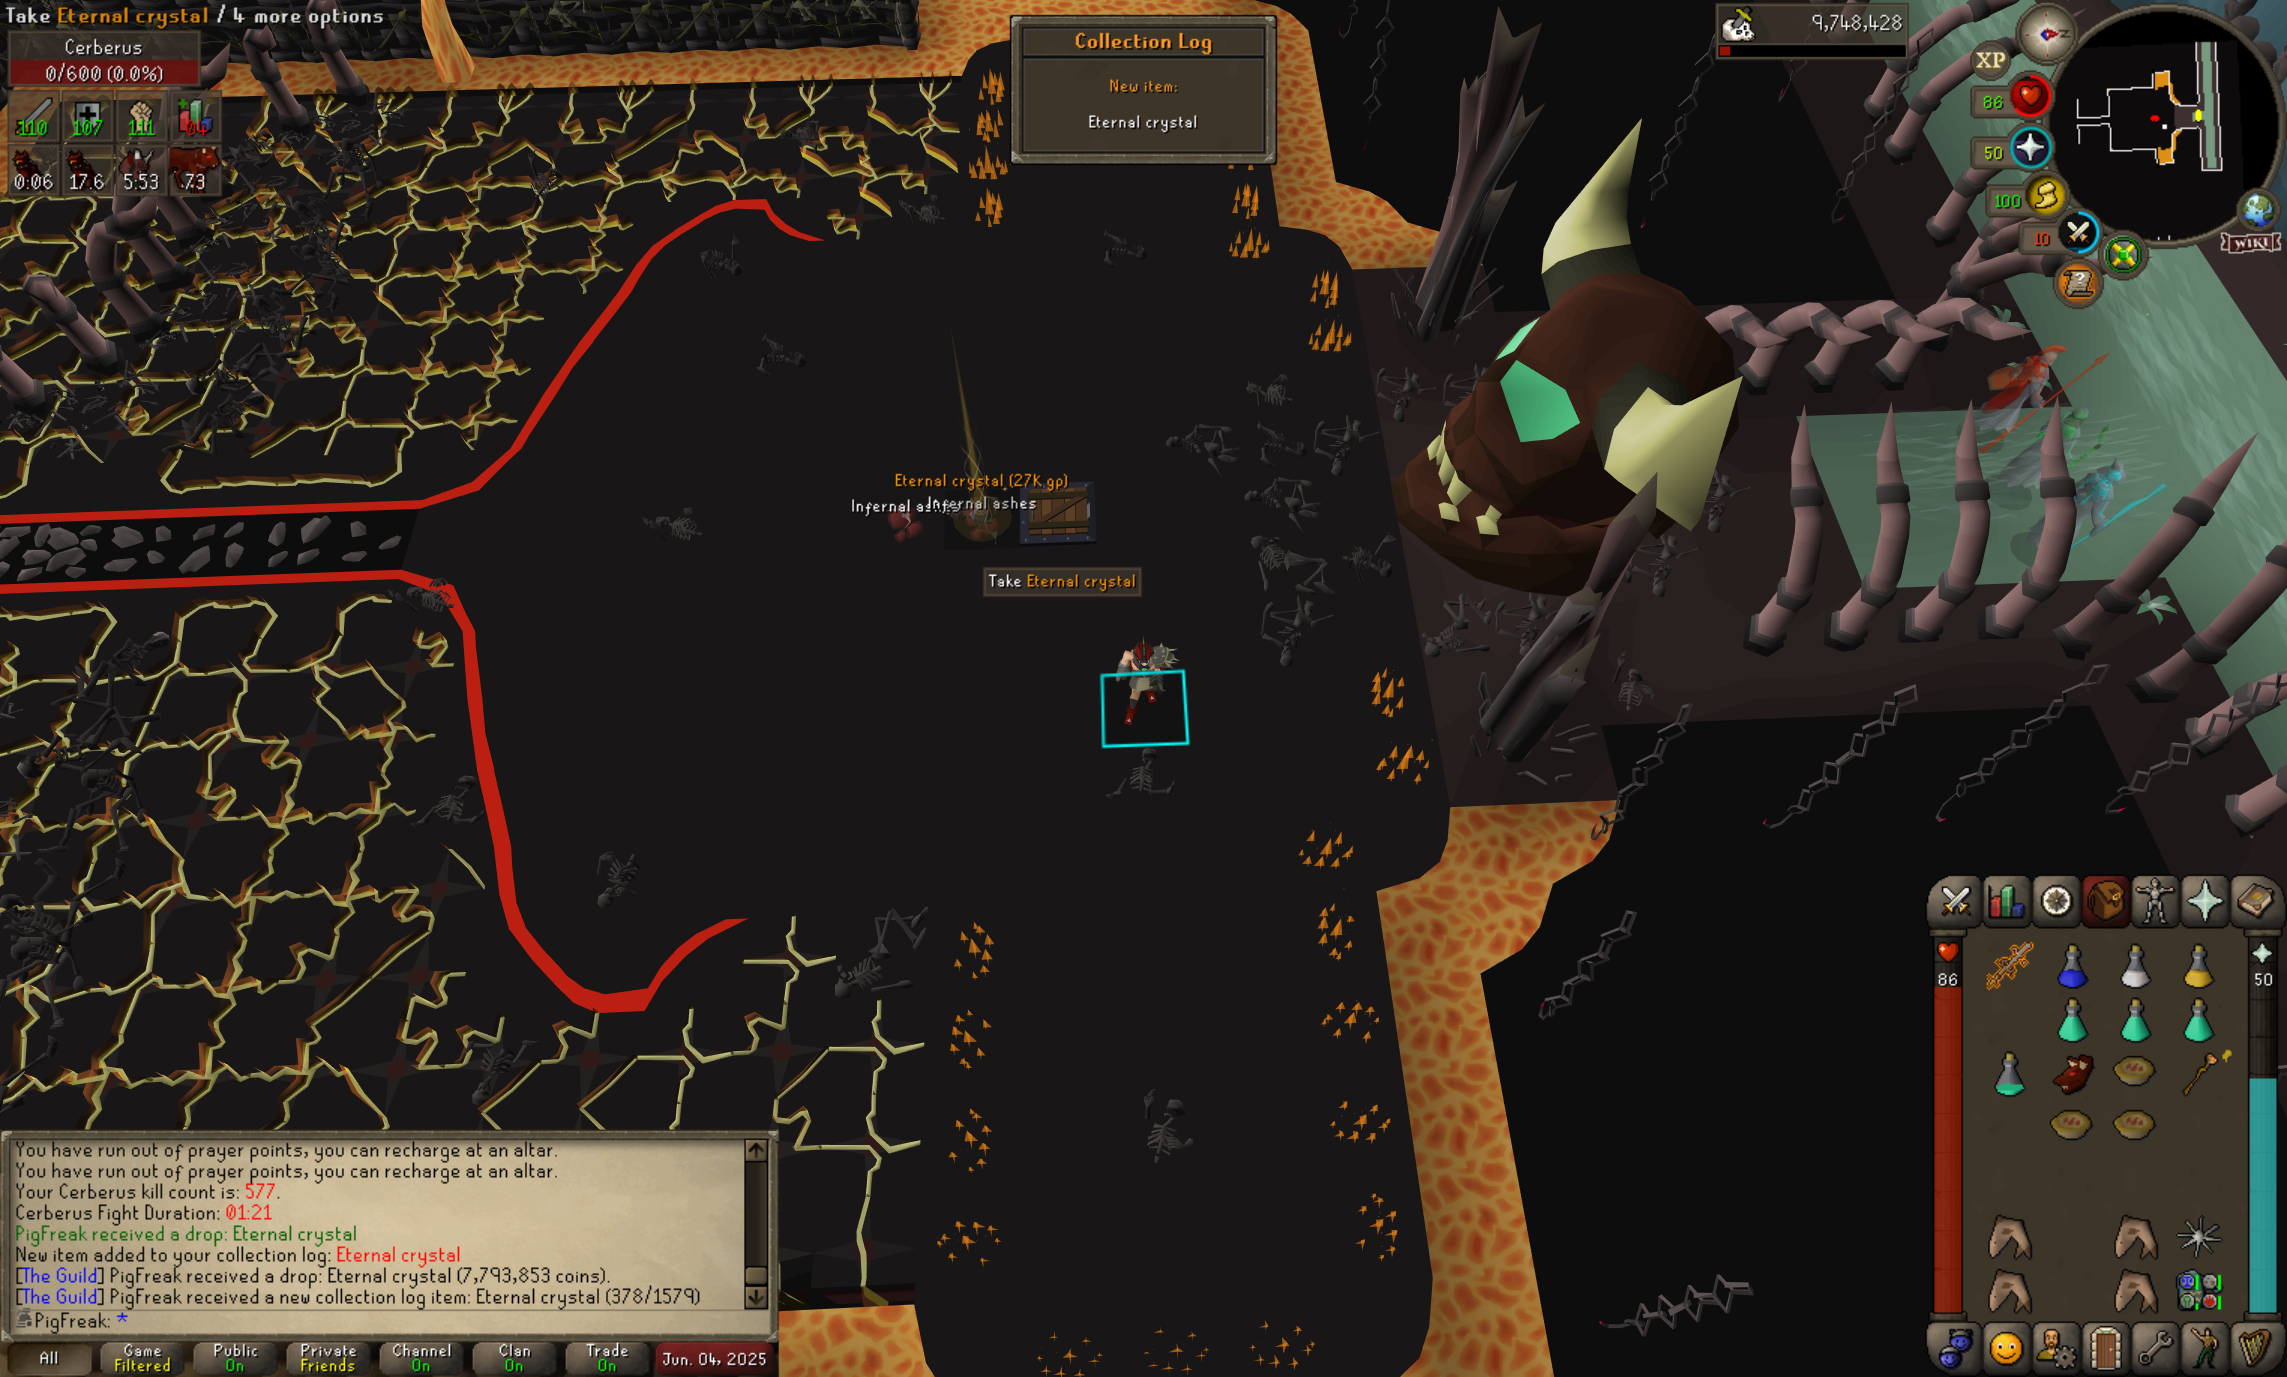 Take Eternal crystal / 4 more options
Cerberus
0/600 (0.0%)
110
107
111
04
0:06
17.6
5:53
73
Collection Log
New item:
Eternal crystal
9,748,428
XP
86
50
100
10
WIKI
Eternal crystal (27K gp)
Infernal ashes
Infernal ashes
Take Eternal crystal
86
50
You have run out of prayer points, you can recharge at an altar.
You have run out of prayer points, you can recharge at an altar.
Your Cerberus kill count is: 577.
Cerberus Fight Duration: 01:21
PigFreak received a drop: Eternal crystal
New item added to your collection log: Eternal crystal
[The Guild] PigFreak received a drop: Eternal crystal (7,793,853 coins).
[The Guild] PigFreak received a new collection log item: Eternal crystal (378/1579)
PigFreak: *
All
Game
Filtered
Public
On
Private
Friends
Channel
On
Clan
On
Trade
On
Jun. 04, 2025